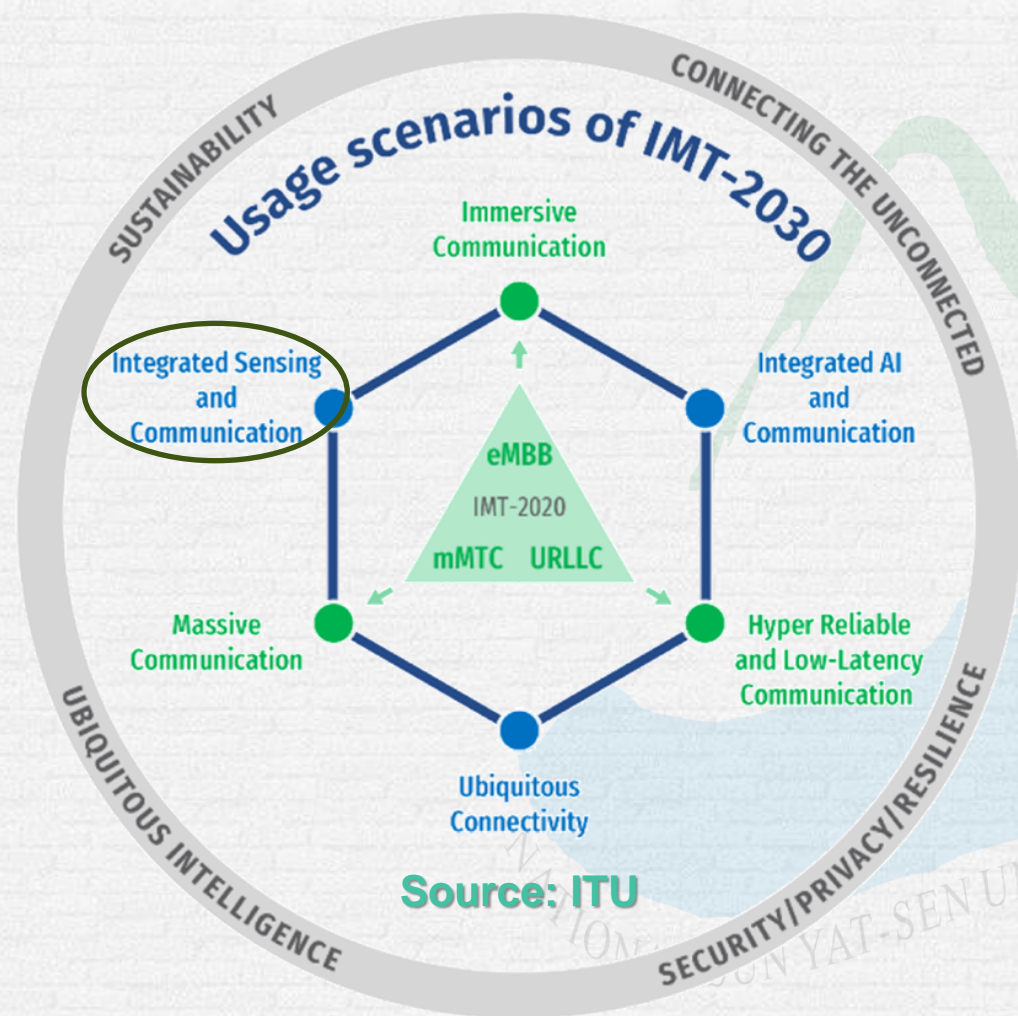 SUSTAINABILITY
CONNECTING THE UNCONNECTED
Usage scenarios of IMT-2030
Immersive
Communication
Integrated Sensing
and
Communication
Integrated AI
and
Communication
eMBB
IMT-2020
mMTC URLLC
Massive
Communication
Hyper Reliable
and Low-Latency
Communication
Ubiquitous
Connectivity
UBIQUITOUS INTELLIGENCE
SECURITY/PRIVACY/RESILIENCE
Source: ITU
YAT-SEN